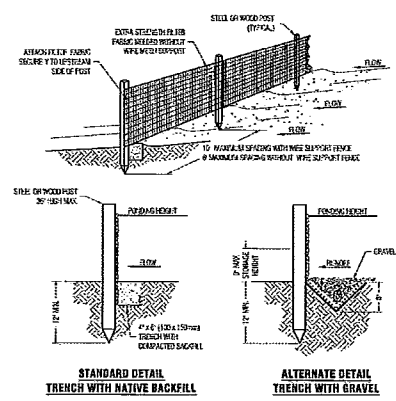 STEEL OR WOOD POST
(TYPICAL)
EXTRA STRENGTH FILTER
FABRIC NEEDED WITHOUT
WIRE MESH SUPPORT
ATTACH FILTER FABRIC
SECURELY TO UPSTREAM
SIDE OF POST
FLOW
FLOW
FLOW
10' MAXIMUM SPACING WITH WIRE SUPPORT FENCE
6' MAXIMUM SPACING WITHOUT WIRE SUPPORT FENCE
STEEL OR WOOD POST
36" HIGH MAX.
PONDING HEIGHT
FLOW
12" MIN.
4" x 6" (100 x 150mm)
TRENCH WITH
COMPACTED BACKFILL
STANDARD DETAIL
TRENCH WITH NATIVE BACKFILL
PONDING HEIGHT
GRAVEL
MAX.
STORAGE
HEIGHT
12" MIN.
ALTERNATE DETAIL
TRENCH WITH GRAVEL